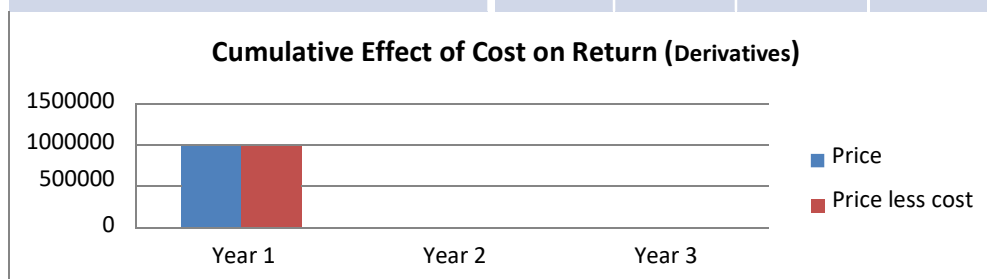 Cumulative Effect of Cost on Return (Derivatives)
1500000
1000000
500000
0
Year 1 Year 2 Year 3
Price
Price less cost